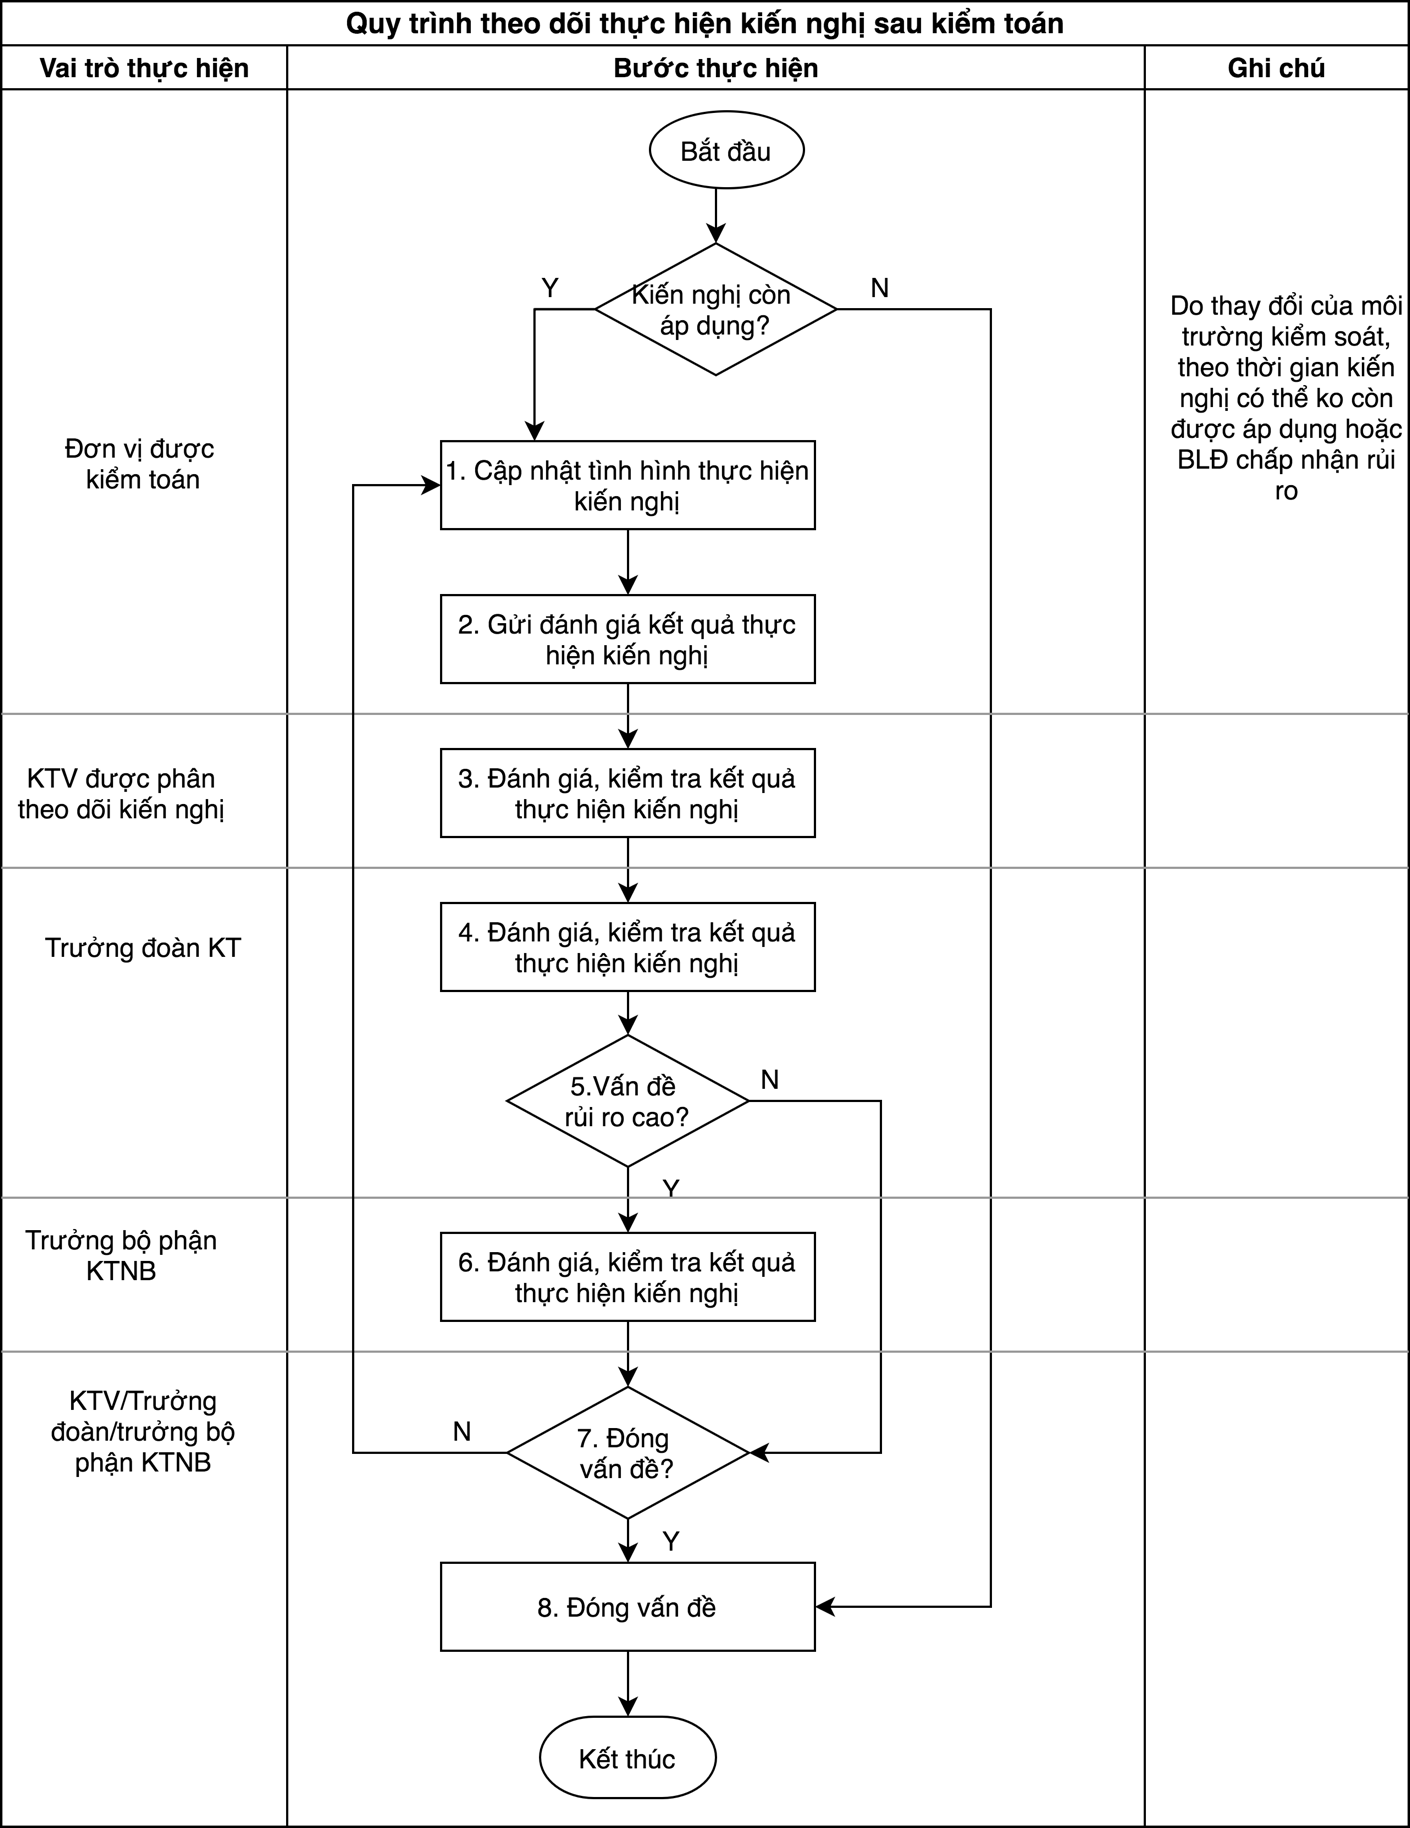 Quy trình theo dõi thực hiện kiến nghị sau kiểm toán
Vai trò thực hiện
Bước thực hiện
Ghi chú
Bắt đầu
Kiến nghị còn
áp dụng?
Y
N
Do thay đổi của môi
trường kiểm soát,
theo thời gian kiến
nghị có thể ko còn
được áp dụng hoặc
BLĐ chấp nhận rủi
ro
Đơn vị được
kiểm toán
1. Cập nhật tình hình thực hiện
kiến nghị
2. Gửi đánh giá kết quả thực
hiện kiến nghị
KTV được phân
theo dõi kiến nghị
3. Đánh giá, kiểm tra kết quả
thực hiện kiến nghị
Trưởng đoàn KT
4. Đánh giá, kiểm tra kết quả
thực hiện kiến nghị
5.Vấn đề
rủi ro cao?
N
Y
Trưởng bộ phận
KTNB
6. Đánh giá, kiểm tra kết quả
thực hiện kiến nghị
KTV/Trưởng
đoàn/trưởng bộ
phận KTNB
N
7. Đóng
vấn đề?
Y
8. Đóng vấn đề
Kết thúc